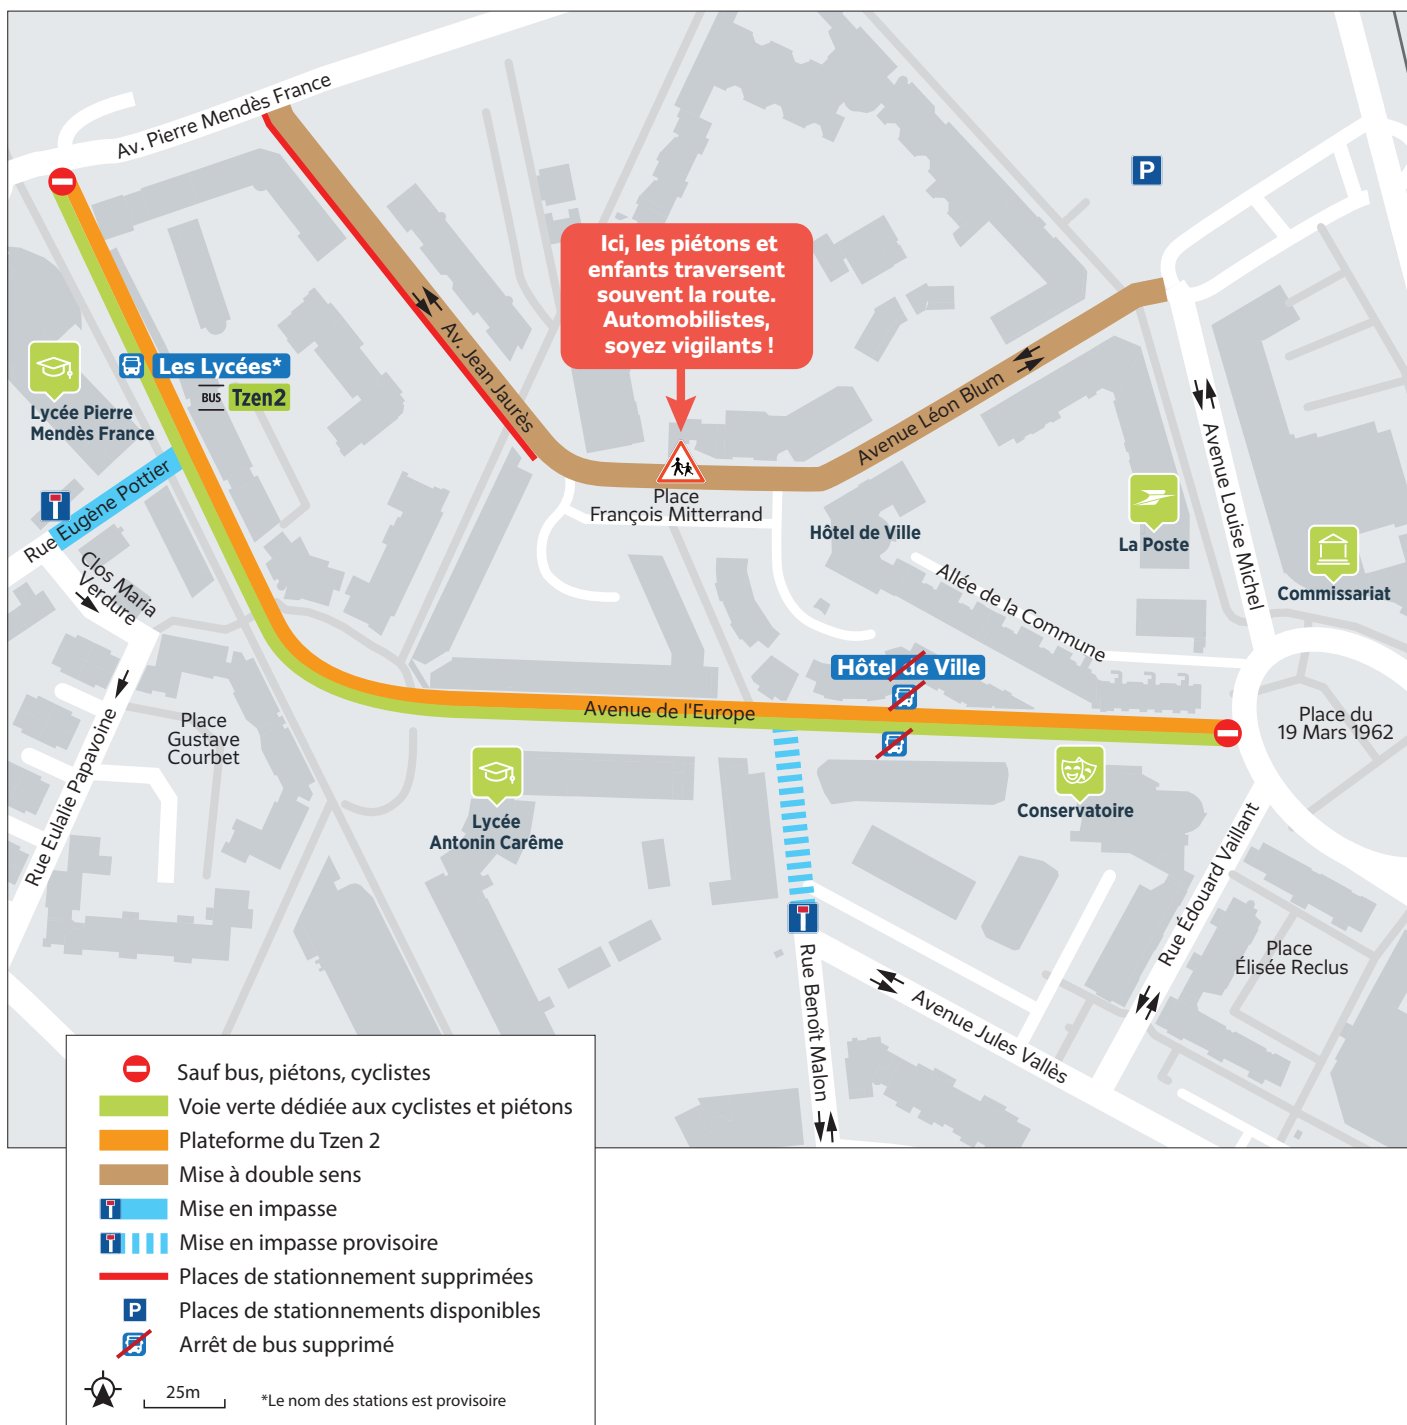 Av. Pierre Mendès France
P
Ici, les piétons et
enfants traversent
souvent la route.
Automobilistes,
soyez vigilants !
Les Lycées*
BUS Tzen2
Lycée Pierre
Mendès France
Av. Jean Jaurès
Avenue Léon Blum
Avenue Louise Michel
Rue Eugène Pottier
Place
François Mitterrand
Hôtel de Ville
La Poste
Commissariat
Clos Maria
Verdure
Allée de la Commune
Hôtel de Ville
Avenue de l'Europe
Place du
19 Mars 1962
Place
Gustave
Courbet
Rue Eulalie Papavoine
Lycée
Antonin Carême
Conservatoire
Rue Édouard Vaillant
Place
Élisée Reclus
Rue Benoît Malon
Avenue Jules Vallès
Sauf bus, piétons, cyclistes
Voie verte dédiée aux cyclistes et piétons
Plateforme du Tzen 2
Mise à double sens
Mise en impasse
Mise en impasse provisoire
Places de stationnement supprimées
P Places de stationnements disponibles
Arrêt de bus supprimé
25m
*Le nom des stations est provisoire